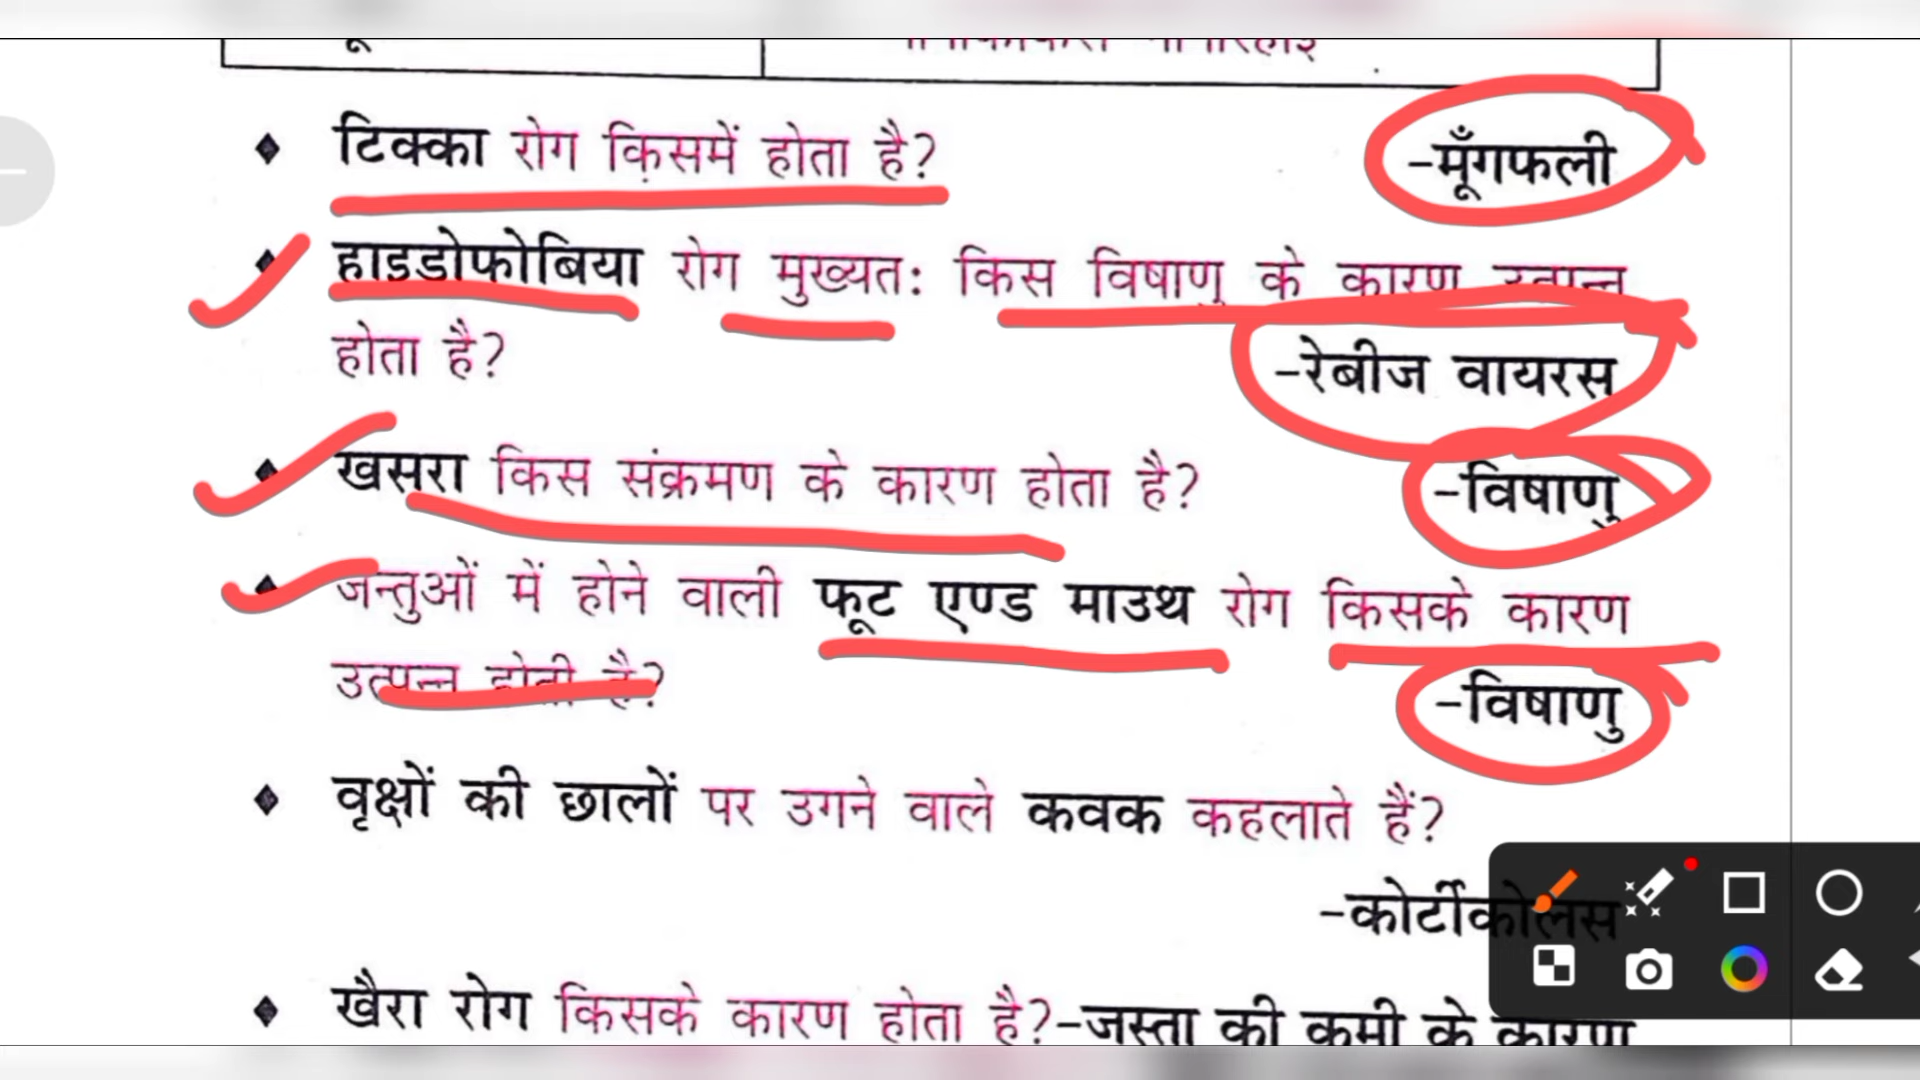 टिक्का रोग किसमें होता है? -मूँगफली
हाइड्रोफोबिया रोग मुख्यतः किस विषाणु के कारण उत्पन्न
होता है? -रेबीज वायरस
खसरा किस संक्रमण के कारण होता है? -विषाणु
जन्तुओं में होने वाली फूट एण्ड माउथ रोग किसके कारण
उत्पन्न होती है? -विषाणु
वृक्षों की छालों पर उगने वाले कवक कहलाते हैं?
-कोर्टीकोलस
खैरा रोग किसके कारण होता है?-जस्ता की कमी के कारण